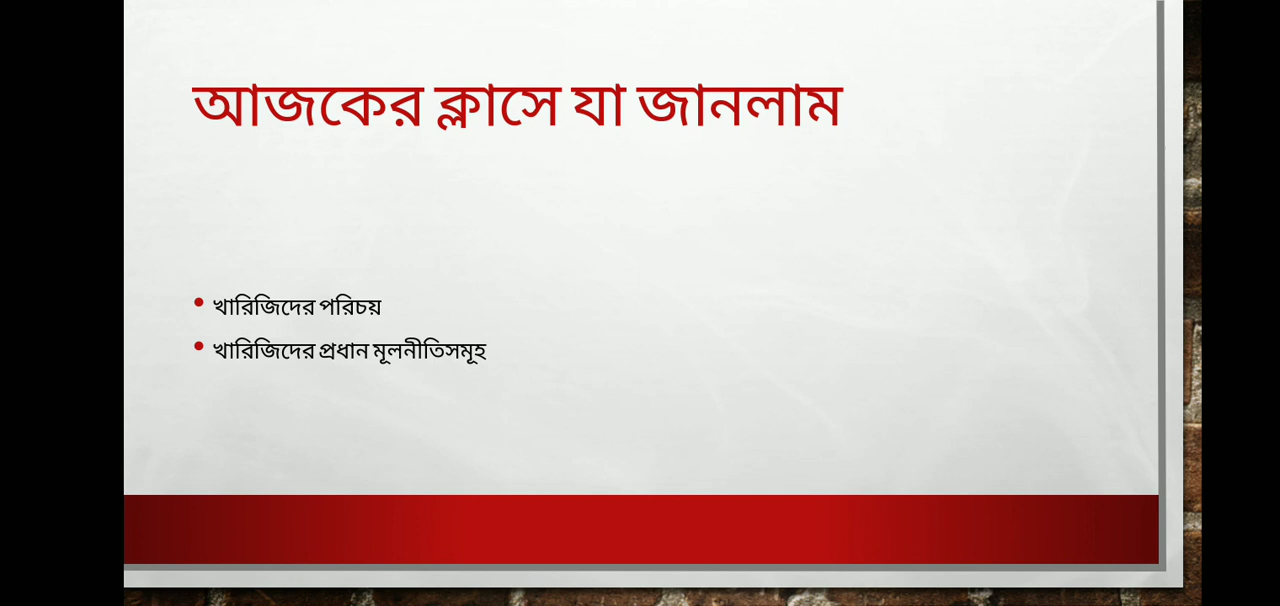 আজকের ক্লাসে যা জানলাম
খারিজিদের পরিচয়
খারিজিদের প্রধান মূলনীতিসমূহ